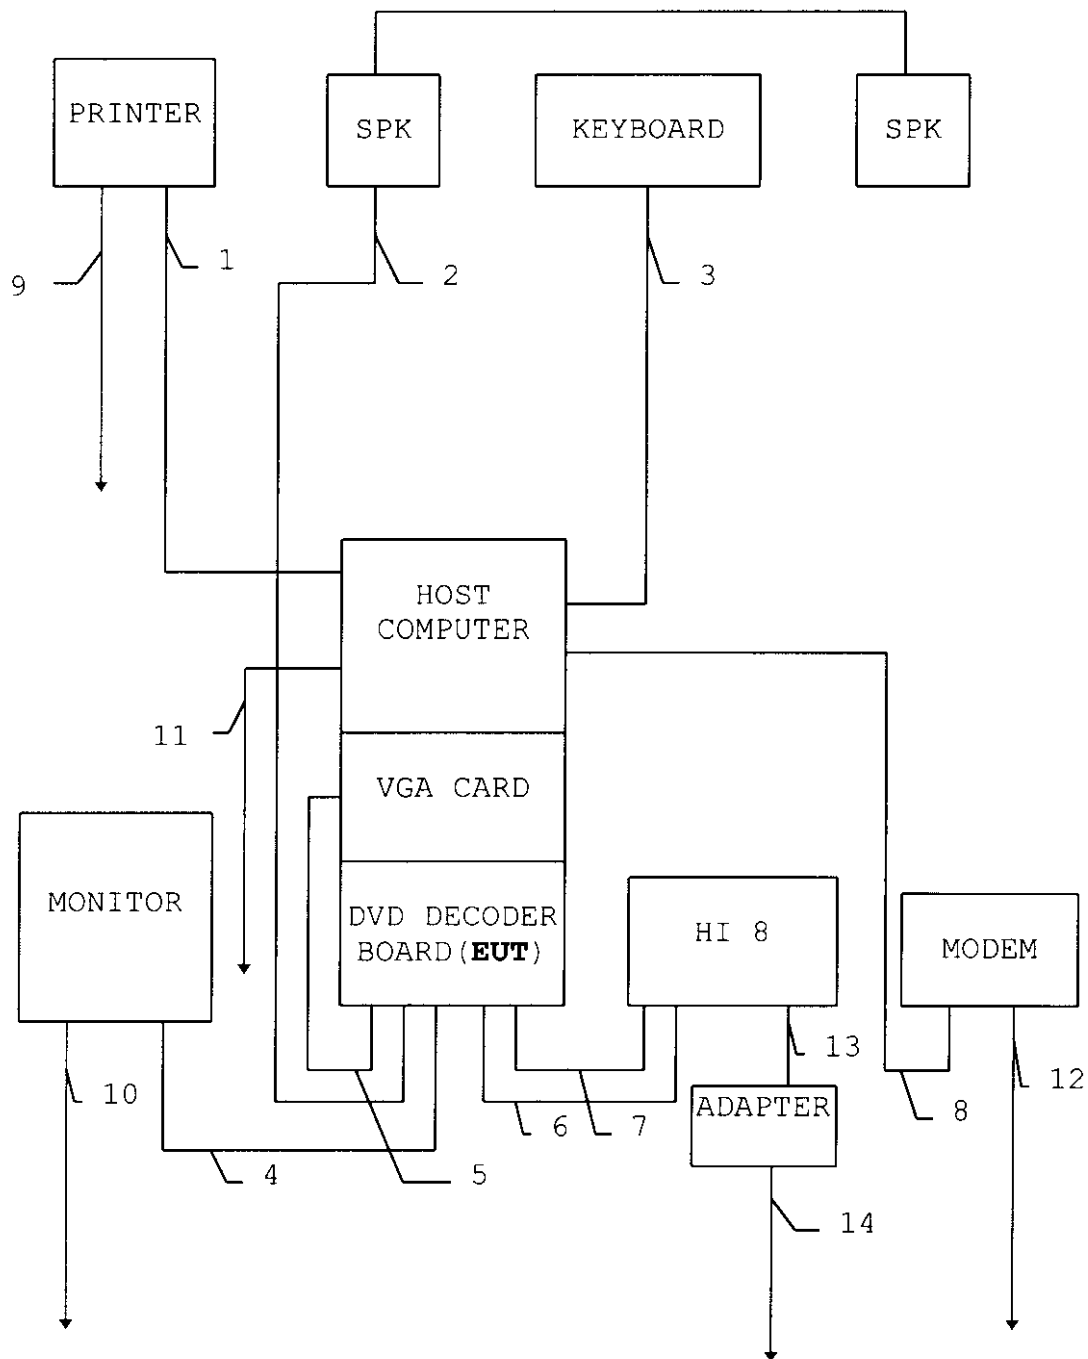 PRINTER
SPK
KEYBOARD
SPK
1
2
3
9
HOST
COMPUTER
11
VGA CARD
MONITOR
DVD DECODER
BOARD(EUT)
HI 8
MODEM
13
10
12
ADAPTER
6
7
8
4
5
14